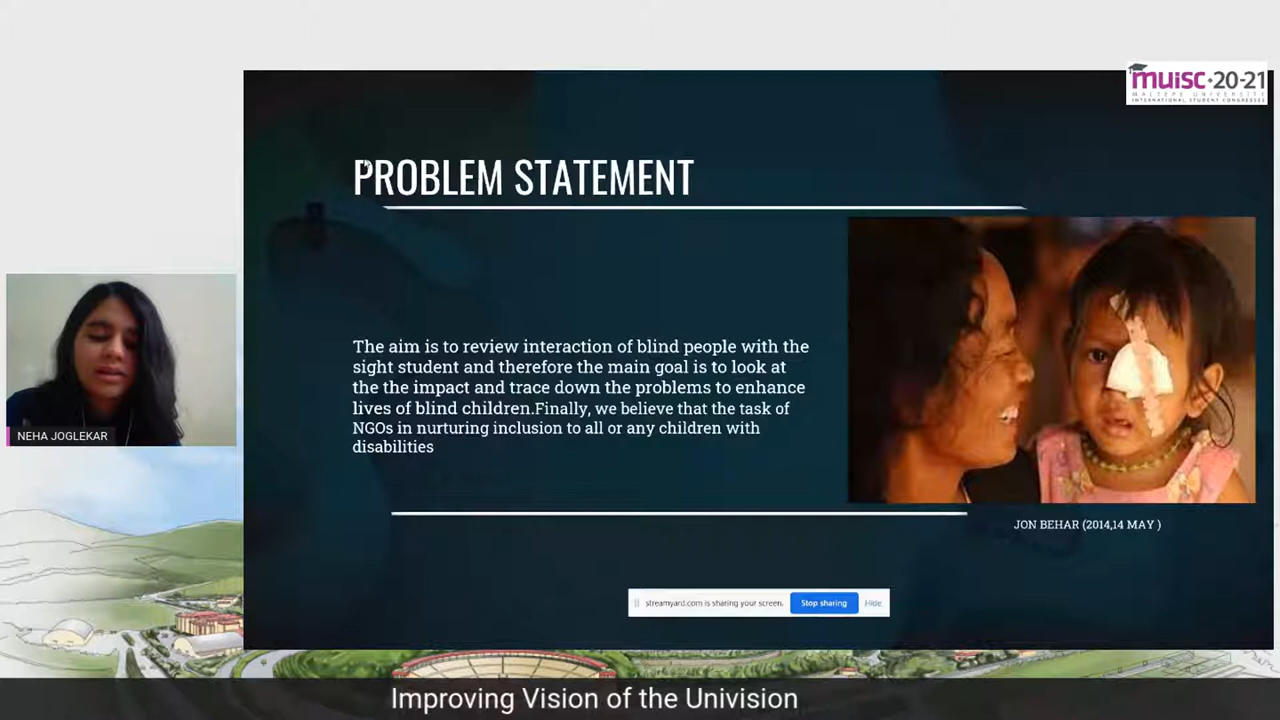 muisc·20-21
MALTEPE UNIVERSITY
INTERNATIONAL STUDENT CONGRESSES
PROBLEM STATEMENT
The aim is to review interaction of blind people with the
sight student and therefore the main goal is to look at
the the impact and trace down the problems to enhance
lives of blind children.Finally, we believe that the task of
NGOs in nurturing inclusion to all or any children with
disabilities
JON BEHAR (2014,14 MAY )
NEHA JOGLEKAR
streamyard.com is sharing your screen.
Stop sharing
Hide
Improving Vision of the Univision